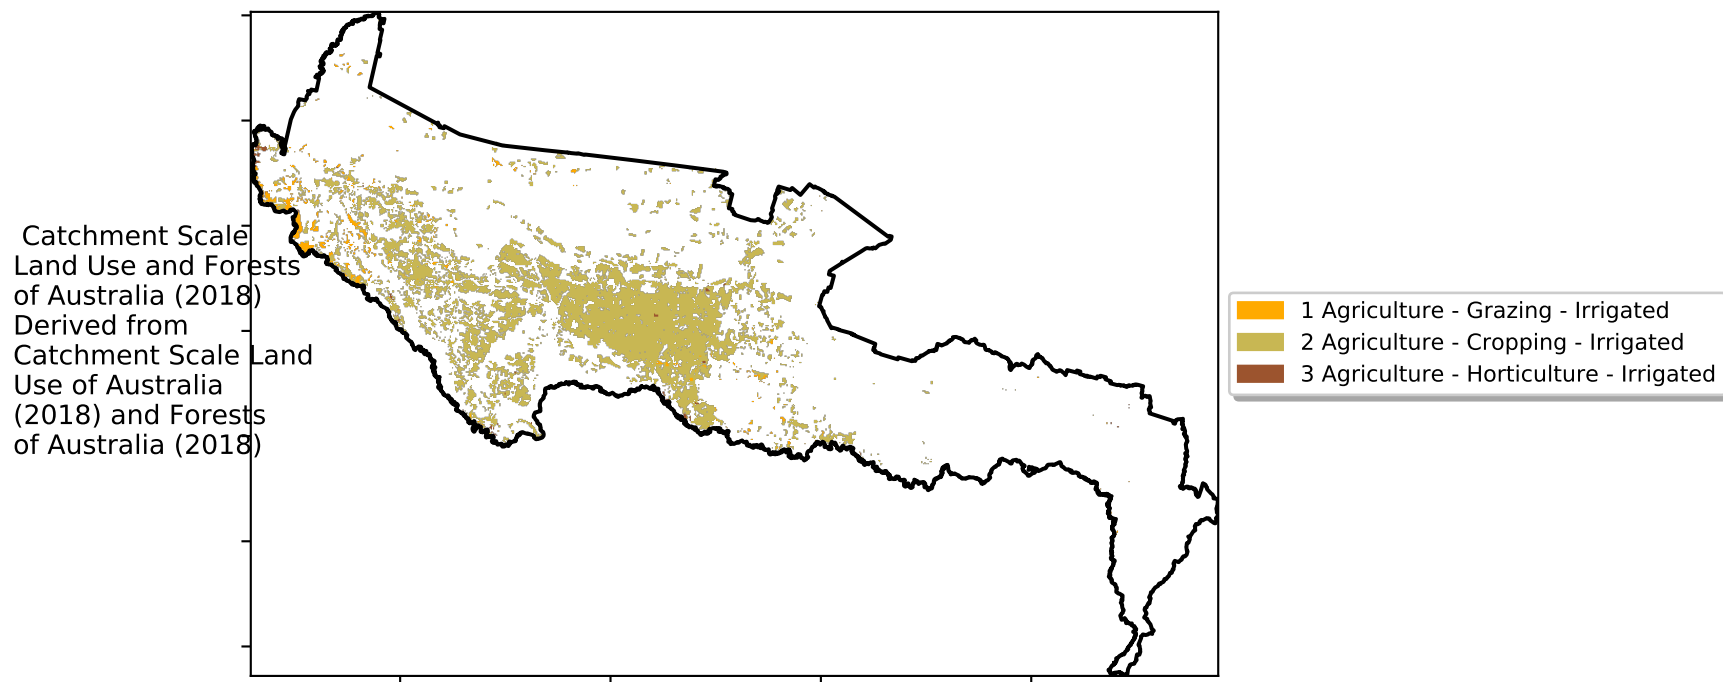 Catchment Scale
Land Use and Forests
of Australia (2018)
Derived from
Catchment Scale Land
Use of Australia
(2018) and Forests
of Australia (2018)
1 Agriculture - Grazing - Irrigated
2 Agriculture - Cropping - Irrigated
3 Agriculture - Horticulture - Irrigated